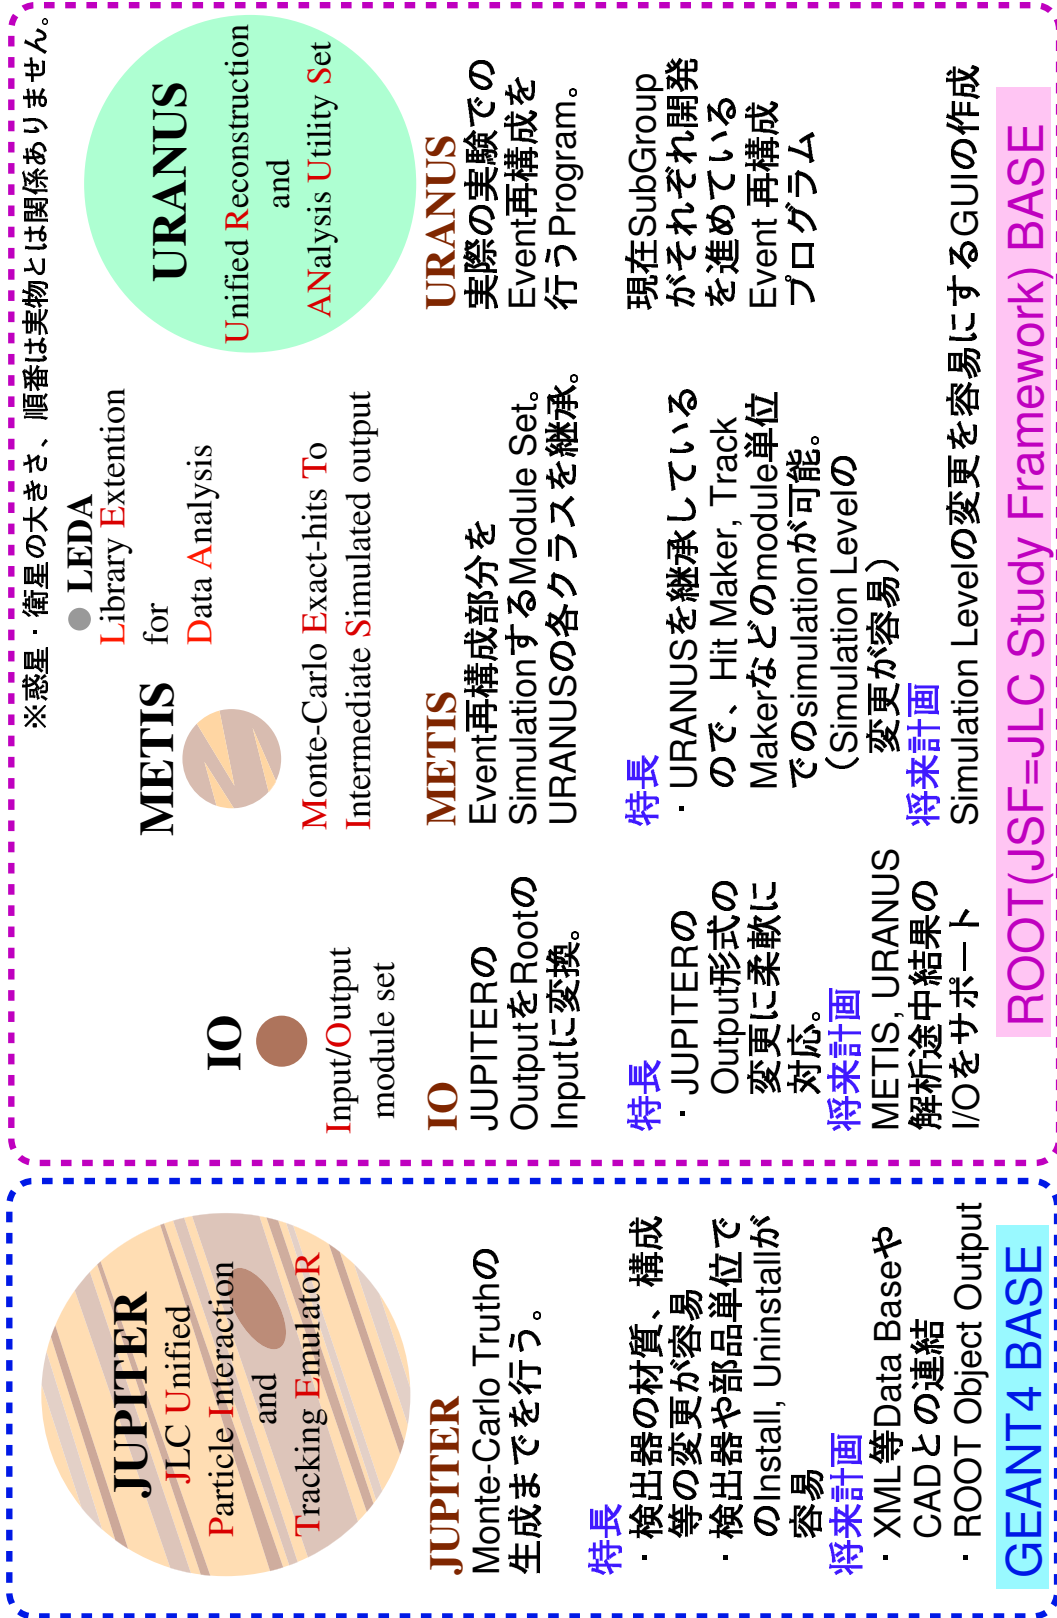 ※惑星・衛星の大きさ、順番は実物とは関係ありません。
JUPITER
JLC Unified
Particle Interaction
and
Tracking EmulatoR
IO
Input/Output
module set
METIS
Monte-Carlo Exact-hits To
Intermediate Simulated output
LEDA
Library Extention
for
Data Analysis
URANUS
Unified Reconstruction
and
ANalysis Utility Set
JUPITER
Monte-Carlo Truthの
生成までを行う。
特長
・検出器の材質、構成
等の変更が容易
・検出器や部品単位で
のInstall, Uninstallが
容易
将来計画
・XML等Data Baseや
CADとの連結
・ROOT Object Output
GEANT4 BASE
IO
JUPITERの
OutputをRootの
Inputに変換。
特長
・JUPITERの
Output形式の
変更に柔軟に
対応。
将来計画
METIS, URANUS
解析途中結果の
I/Oをサポート
METIS
Event再構成部分を
SimulationするModule Set.
URANUSの各クラスを継承。
特長
・URANUSを継承している
ので、Hit Maker, Track
Makerなどのmodule単位
でのsimulationが可能。
（Simulation Levelの
変更が容易）
将来計画
Simulation Levelの変更を容易にするGUIの作成
URANUS
実際の実験での
Event再構成を
行うProgram。
現在SubGroup
がそれぞれ開発
を進めている
Event 再構成
プログラム
ROOT(JSF=JLC Study Framework) BASE